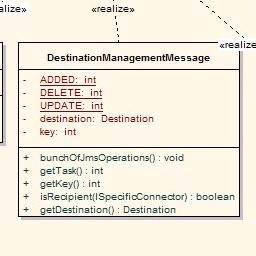 ealize»
«realize»
«realize
DestinationManagementMessage
- ADDED: int
- DELETE: int
- UPDATE: int
- destination: Destination
- key: int
+ bunchOfJmsOperations() : void
+ getTask() : int
+ getKey() : int
+ isRecipient(ISpecificConnector) : boolean
+ getDestination() : Destination